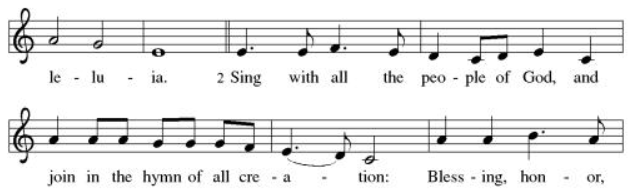 le - lu - ia. 2 Sing with all the peo - ple of God, and
join in the hymn of all cre - a - tion: Bless - ing, hon - or,